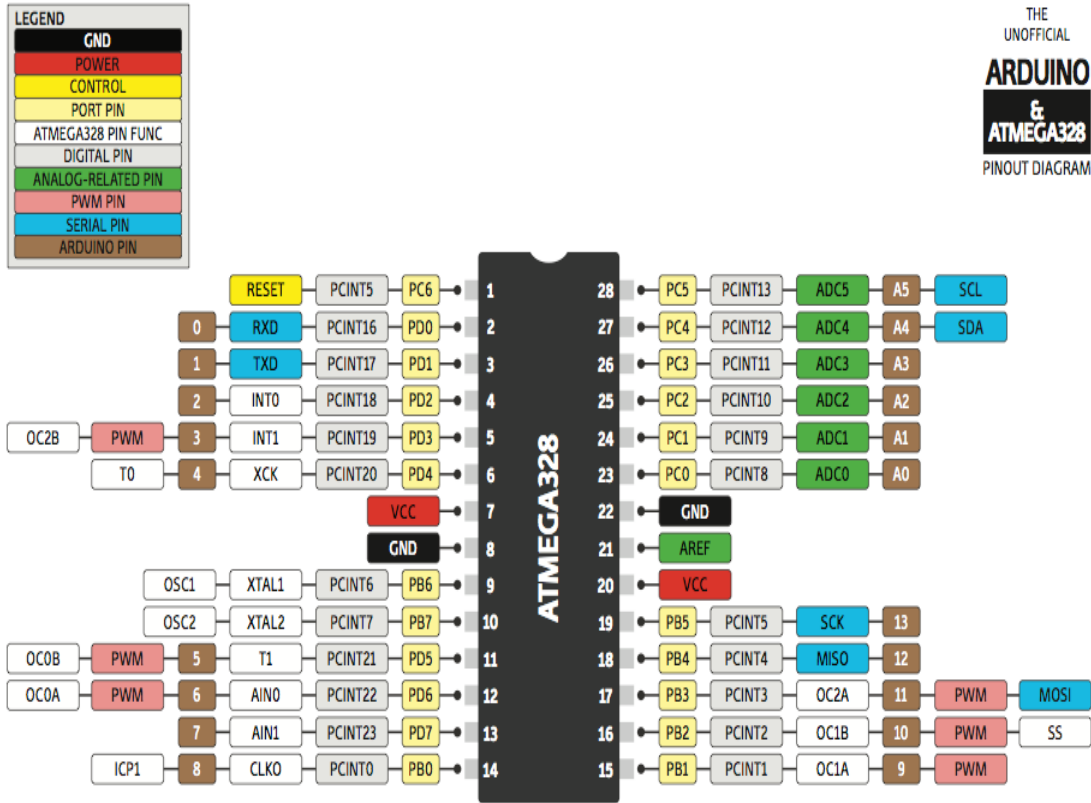 LEGEND
GND
POWER
CONTROL
PORT PIN
ATMEGA328 PIN FUNC
DIGITAL PIN
ANALOG-RELATED PIN
PWM PIN
SERIAL PIN
ARDUINO PIN
THE
UNOFFICIAL
ARDUINO
&
ATMEGA328
PINOUT DIAGRAM
RESET PCINT5 PC6 1
0 RXD PCINT16 PD0 2
1 TXD PCINT17 PD1 3
2 INT0 PCINT18 PD2 4
OC2B PWM 3 INT1 PCINT19 PD3 5
T0 4 XCK PCINT20 PD4 6
VCC 7
GND 8
OSC1 XTAL1 PCINT6 PB6 9
OSC2 XTAL2 PCINT7 PB7 10
OC0B PWM 5 T1 PCINT21 PD5 11
OC0A PWM 6 AIN0 PCINT22 PD6 12
7 AIN1 PCINT23 PD7 13
ICP1 8 CLKO PCINT0 PB0 14
ATMEGA328
28 PC5 PCINT13 ADC5 A5 SCL
27 PC4 PCINT12 ADC4 A4 SDA
26 PC3 PCINT11 ADC3 A3
25 PC2 PCINT10 ADC2 A2
24 PC1 PCINT9 ADC1 A1
23 PC0 PCINT8 ADC0 A0
22 GND
21 AREF
20 VCC
19 PB5 PCINT5 SCK 13
18 PB4 PCINT4 MISO 12
17 PB3 PCINT3 OC2A 11 PWM MOSI
16 PB2 PCINT2 OC1B 10 PWM SS
15 PB1 PCINT1 OC1A 9 PWM